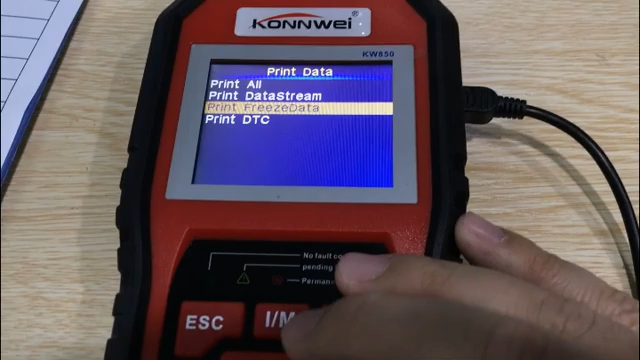 KONNWEI®
KW850
Print Data
Print All
Print DataStream
Print FreezeData
Print DTC
No fault co
pending
Perman
ESC
I/M